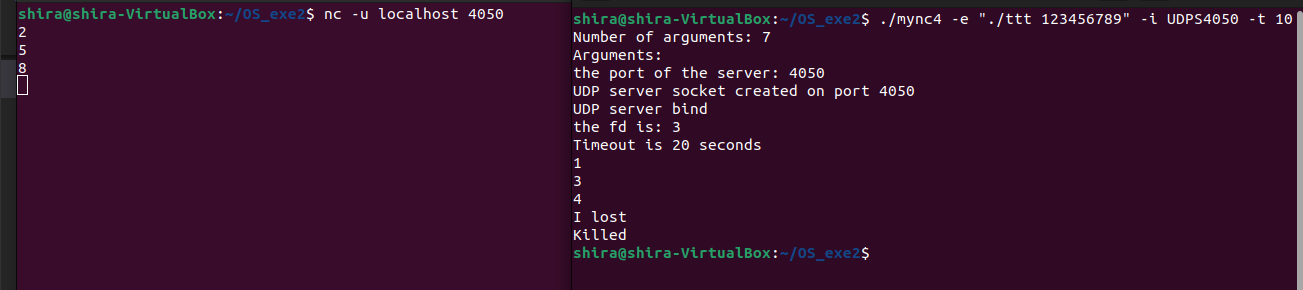 shira@shira-VirtualBox:~/OS_exe2$ nc -u localhost 4050
2
5
8
shira@shira-VirtualBox:~/OS_exe2$ ./mync4 -e "./ttt 123456789" -i UDPS4050 -t 10
Number of arguments: 7
Arguments:
the port of the server: 4050
UDP server socket created on port 4050
UDP server bind
the fd is: 3
Timeout is 20 seconds
1
3
4
I lost
Killed
shira@shira-VirtualBox:~/OS_exe2$